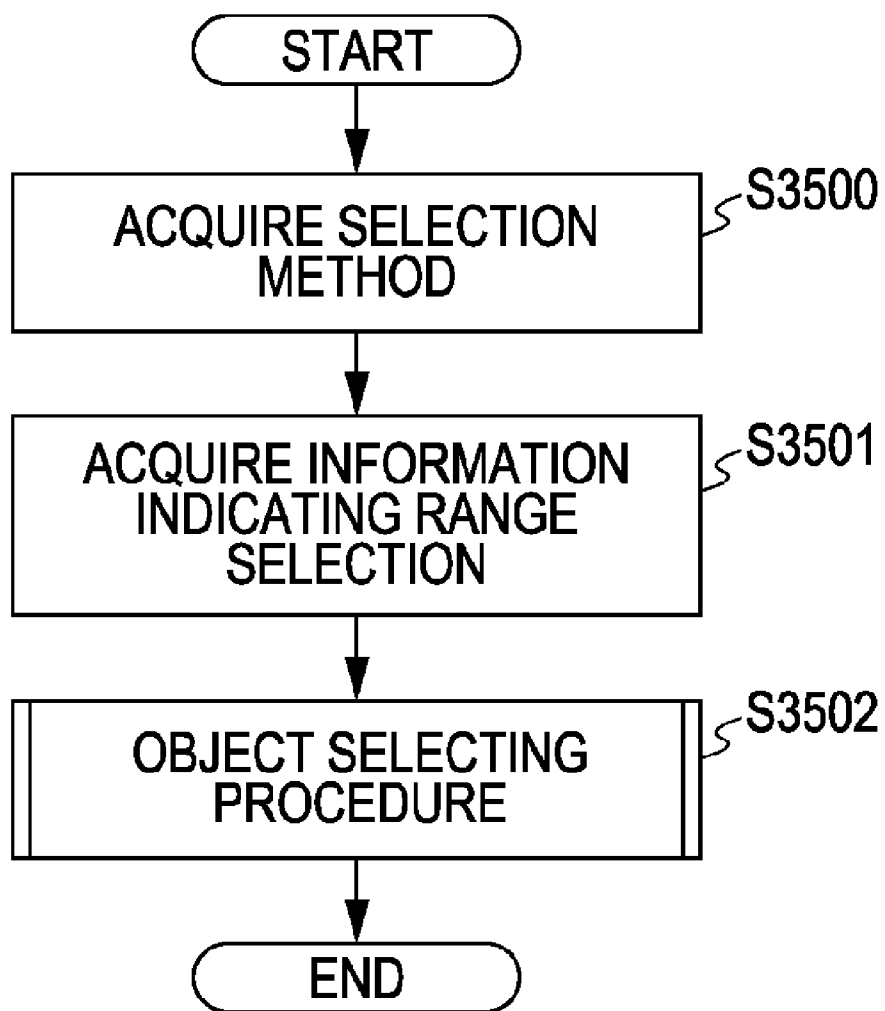 START
ACQUIRE SELECTION
METHOD
S3500
ACQUIRE INFORMATION
INDICATING RANGE
SELECTION
S3501
OBJECT SELECTING
PROCEDURE
S3502
END